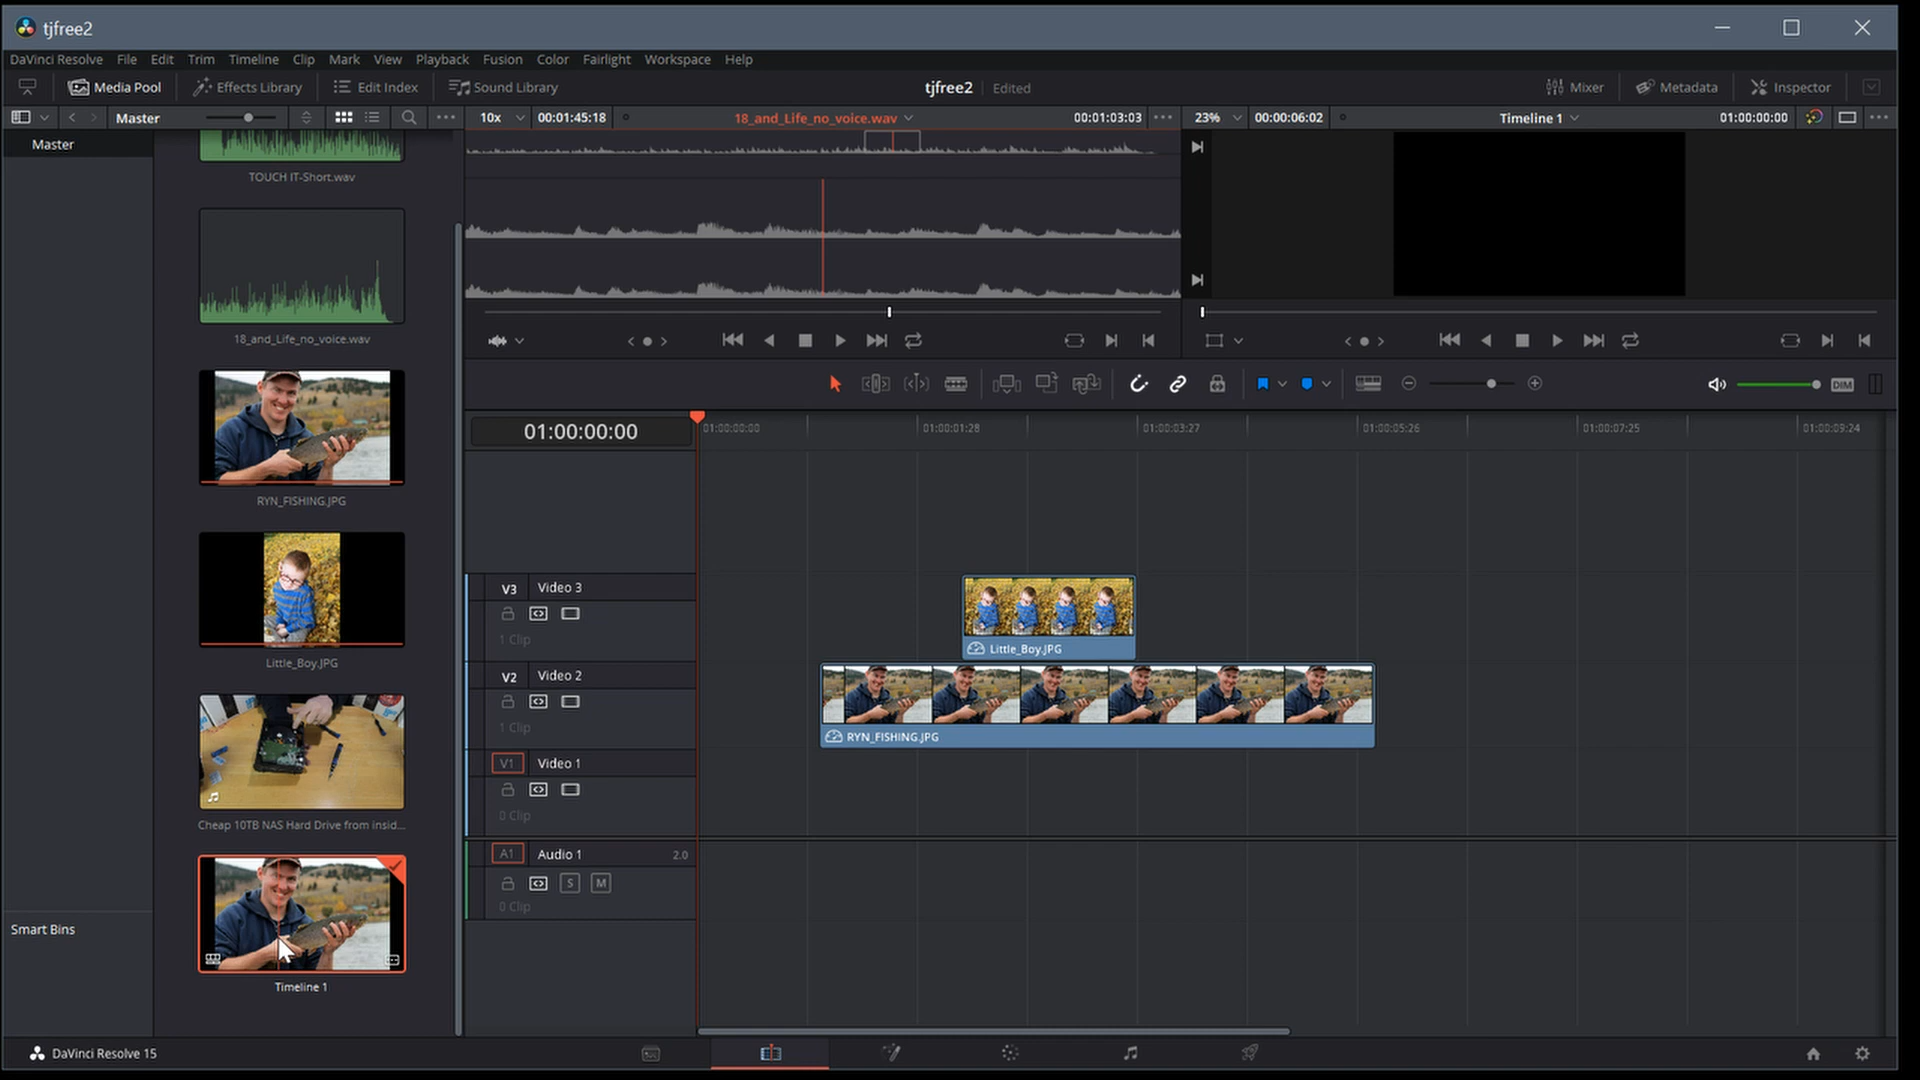 tjfree2
DaVinci Resolve File Edit Trim Timeline Clip Mark View Playback Fusion Color Fairlight Workspace Help
Media Pool Effects Library Edit Index Sound Library tjfree2 Edited Mixer Metadata Inspector
Master 10x 00:01:45:18 18_and_Life_no_voice.wav 00:01:03:03 23% 00:00:06:02 Timeline 1 01:00:00:00
Master
TOUCH IT-Short.wav
18_and_Life_no_voice.wav
DIM
01:00:00:00 01:00:00:00 01:00:01:28 01:00:03:27 01:00:05:26 01:00:07:25 01:00:09:24
RYN_FISHING.JPG
V3 Video 3
1 Clip
Little_Boy.JPG
Little_Boy.JPG
V2 Video 2
1 Clip
RYN_FISHING.JPG
V1 Video 1
0 Clip
Cheap 10TB NAS Hard Drive from insid...
A1 Audio 1 2.0
S M
0 Clip
Smart Bins
Timeline 1
DaVinci Resolve 15